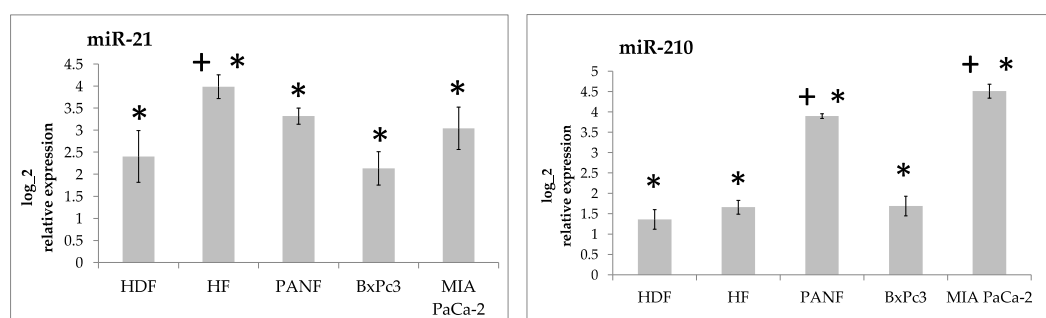 miR-21
+ *
*
*
*
*
4.5
4
3.5
3
2.5
2
1.5
1
0.5
0
log_2
relative expression
HDF
HF
PANF
BxPc3
MIA
PaCa-2
miR-210
+ *
+ *
*
*
*
5
4.5
4
3.5
3
2.5
2
1.5
1
0.5
0
log_2
relative expression
HDF
HF
PANF
BxPc3
MIA PaCa-2